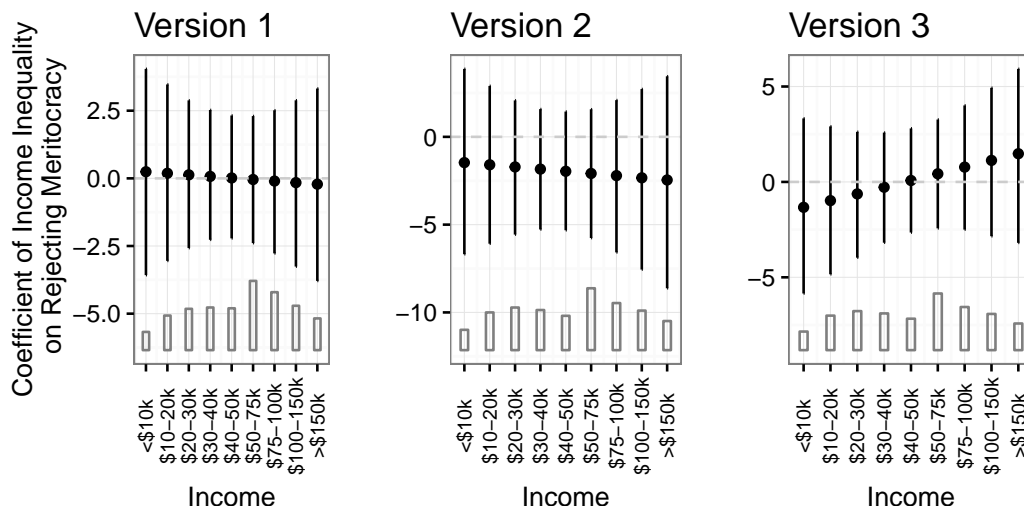 Version 1
Version 2
Version 3
Coefficient of Income Inequality
on Rejecting Meritocracy
2.5
0.0
−2.5
−5.0
0
−5
−10
5
0
−5
<$10k
$10−20k
$20−30k
$30−40k
$40−50k
$50−75k
$75−100k
$100−150k
>$150k
<$10k
$10−20k
$20−30k
$30−40k
$40−50k
$50−75k
$75−100k
$100−150k
>$150k
<$10k
$10−20k
$20−30k
$30−40k
$40−50k
$50−75k
$75−100k
$100−150k
>$150k
Income
Income
Income